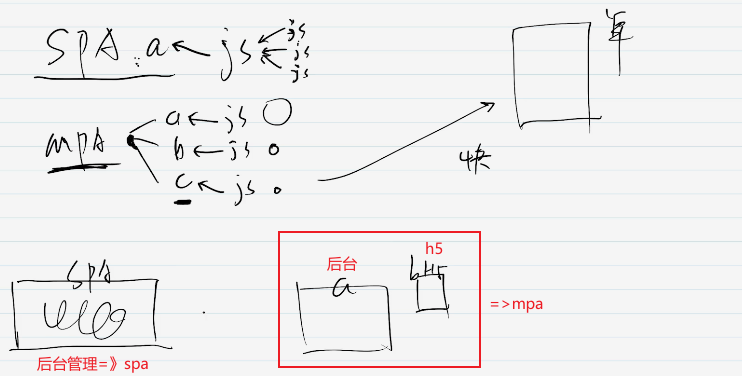 SPA : a ← js ← js
js
js
单
mpa
a ← js
b ← js
c ← js
快
SPA
后台管理=》spa
后台
a
h5
b H5
=>mpa